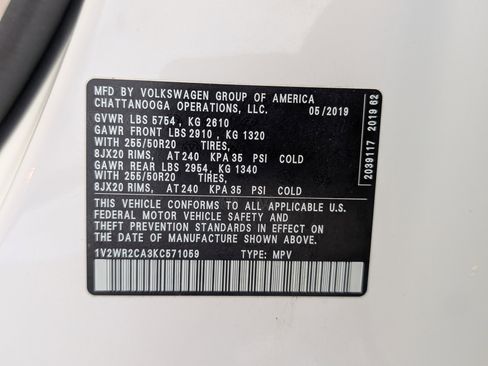 MFD BY VOLKSWAGEN GROUP OF AMERICA
CHATTANOOGA OPERATIONS, LLC. 05/2019
GVWR LBS 5754 , KG 2610
GAWR FRONT LBS 2910 , KG 1320
WITH 255/50R20 TIRES,
8JX20 RIMS, AT 240 KPA 35 PSI COLD
GAWR REAR LBS 2954 , KG 1340
WITH 255/50R20 TIRES,
8JX20 RIMS, AT 240 KPA 35 PSI COLD
THIS VEHICLE CONFORMS TO ALL APPLICABLE U.S.
FEDERAL MOTOR VEHICLE SAFETY AND
THEFT PREVENTION STANDARDS IN EFFECT ON
THE DATE OF MANUFACTURE SHOWN ABOVE.
1V2WR2CA3KC571059 TYPE: MPV
2039117 2019 62